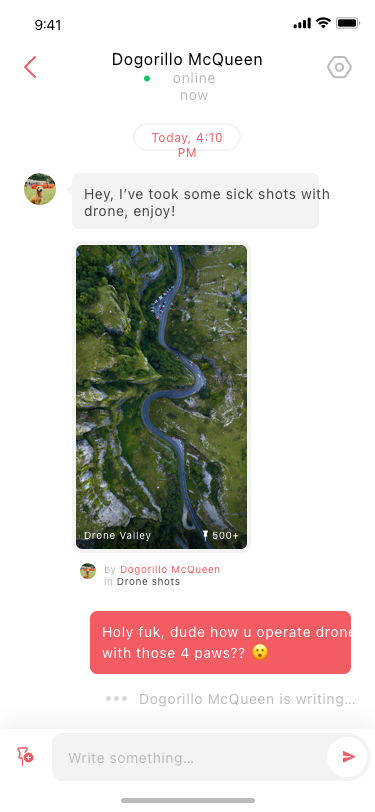 9:41
Dogorillo McQueen
online
now
Today, 4:10
PM
Hey, I've took some sick shots with
drone, enjoy!
Drone Valley
500+
by Dogorillo McQueen
in Drone shots
Holy fuk, dude how u operate drone
with those 4 paws?? 😮
Dogorillo McQueen is writing...
Write something...